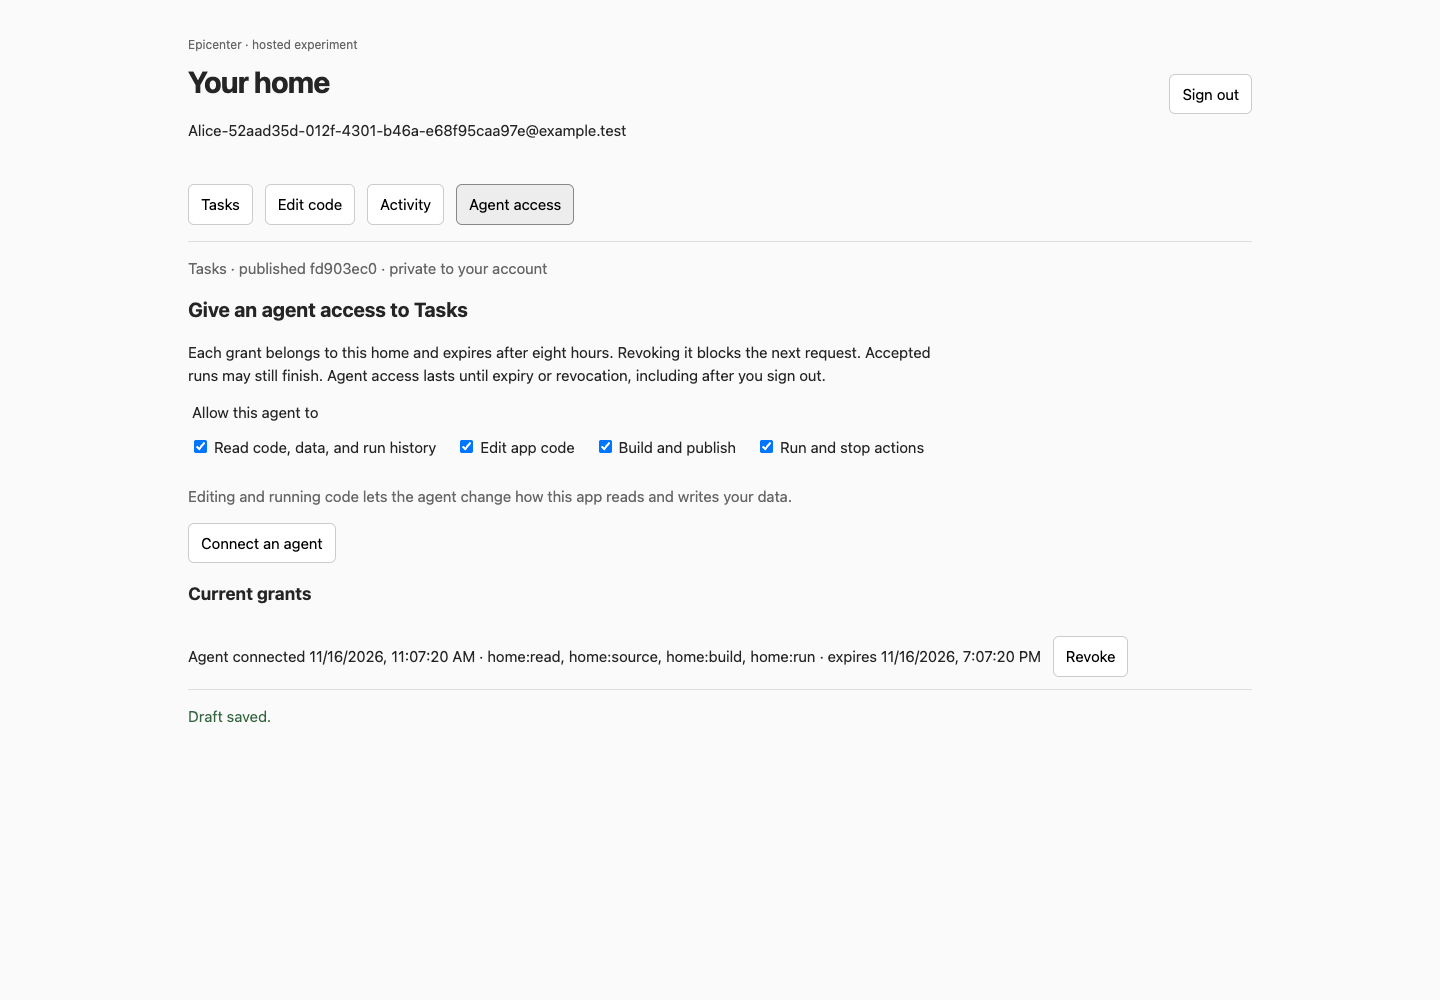 Epicenter · hosted experiment
Your home
Sign out
Alice-52aad35d-012f-4301-b46a-e68f95caa97e@example.test
Tasks
Edit code
Activity
Agent access
Tasks · published fd903ec0 · private to your account
Give an agent access to Tasks
Each grant belongs to this home and expires after eight hours. Revoking it blocks the next request. Accepted
runs may still finish. Agent access lasts until expiry or revocation, including after you sign out.
Allow this agent to
Read code, data, and run history
Edit app code
Build and publish
Run and stop actions
Editing and running code lets the agent change how this app reads and writes your data.
Connect an agent
Current grants
Agent connected 11/16/2026, 11:07:20 AM · home:read, home:source, home:build, home:run · expires 11/16/2026, 7:07:20 PM
Revoke
Draft saved.